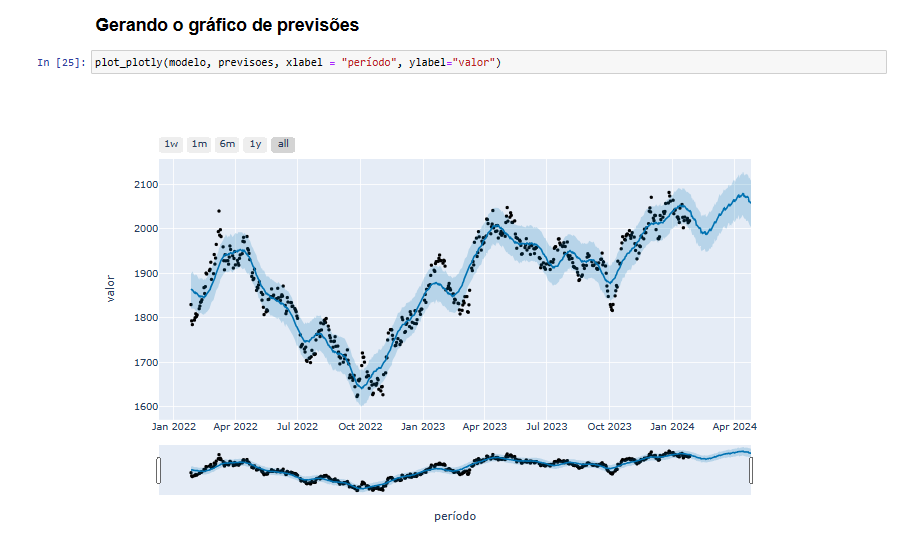 Gerando o gráfico de previsões
In [25]: plot_plotly(modelo, previsoes, xlabel = "período", ylabel="valor")
1w 1m 6m 1y all
2100
2000
1900
1800
1700
1600
valor
Jan 2022 Apr 2022 Jul 2022 Oct 2022 Jan 2023 Apr 2023 Jul 2023 Oct 2023 Jan 2024 Apr 2024
período